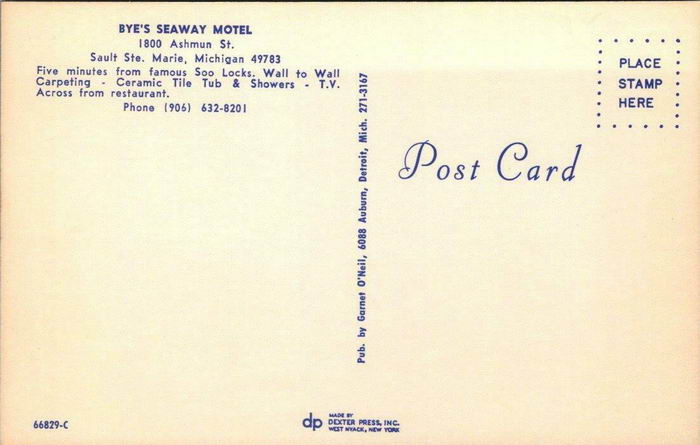 BYE'S SEAWAY MOTEL
1800 Ashmun St.
Sault Ste. Marie, Michigan 49783
Five minutes from famous Soo Locks. Wall to Wall
Carpeting - Ceramic Tile Tub & Showers - T.V.
Across from restaurant.
Phone (906) 632-8201
Pub. by Garnet O'Neil, 6088 Auburn, Detroit, Mich. 271-3167
PLACE
STAMP
HERE
Post Card
66829-C
dp
MADE BY
DEXTER PRESS, INC.
WEST NYACK, NEW YORK